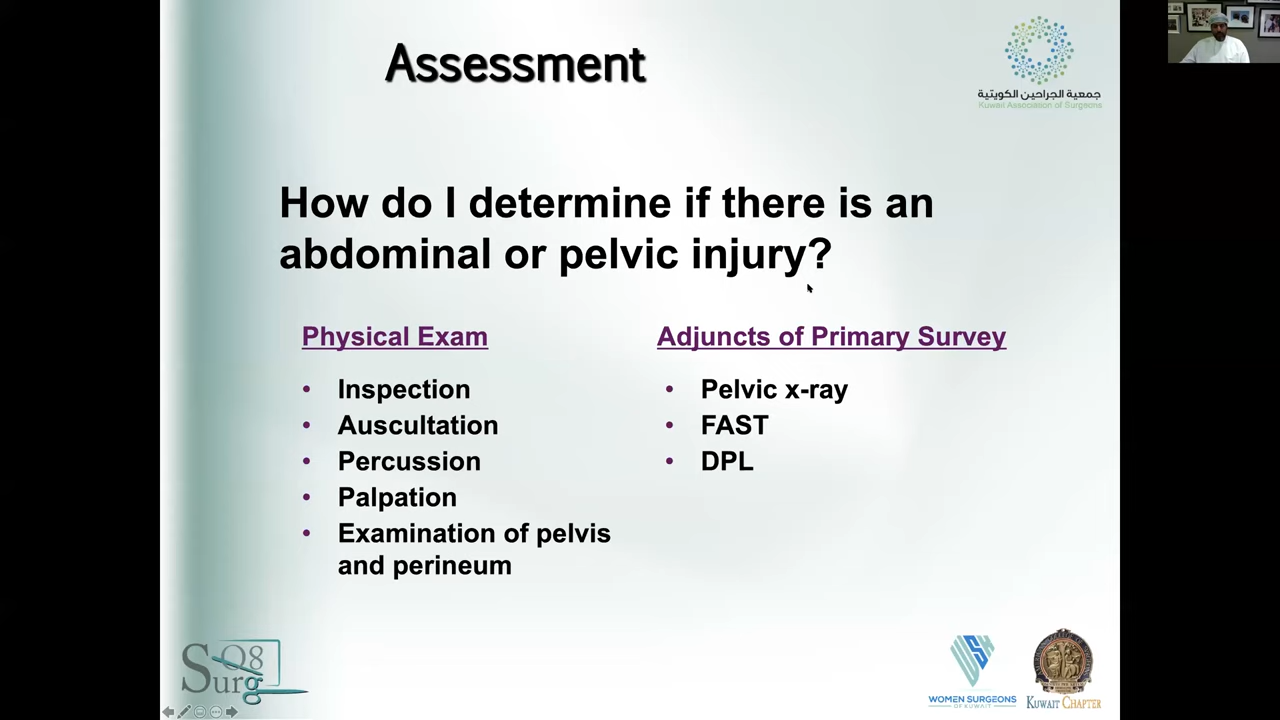 Assessment
جمعية الجراحين الكويتية
Kuwait Association of Surgeons
How do I determine if there is an
abdominal or pelvic injury?
Physical Exam
• Inspection
• Auscultation
• Percussion
• Palpation
• Examination of pelvis
and perineum
Adjuncts of Primary Survey
• Pelvic x-ray
• FAST
• DPL
SurgQ8
WOMEN SURGEONS
OF KUWAIT
KUWAIT CHAPTER